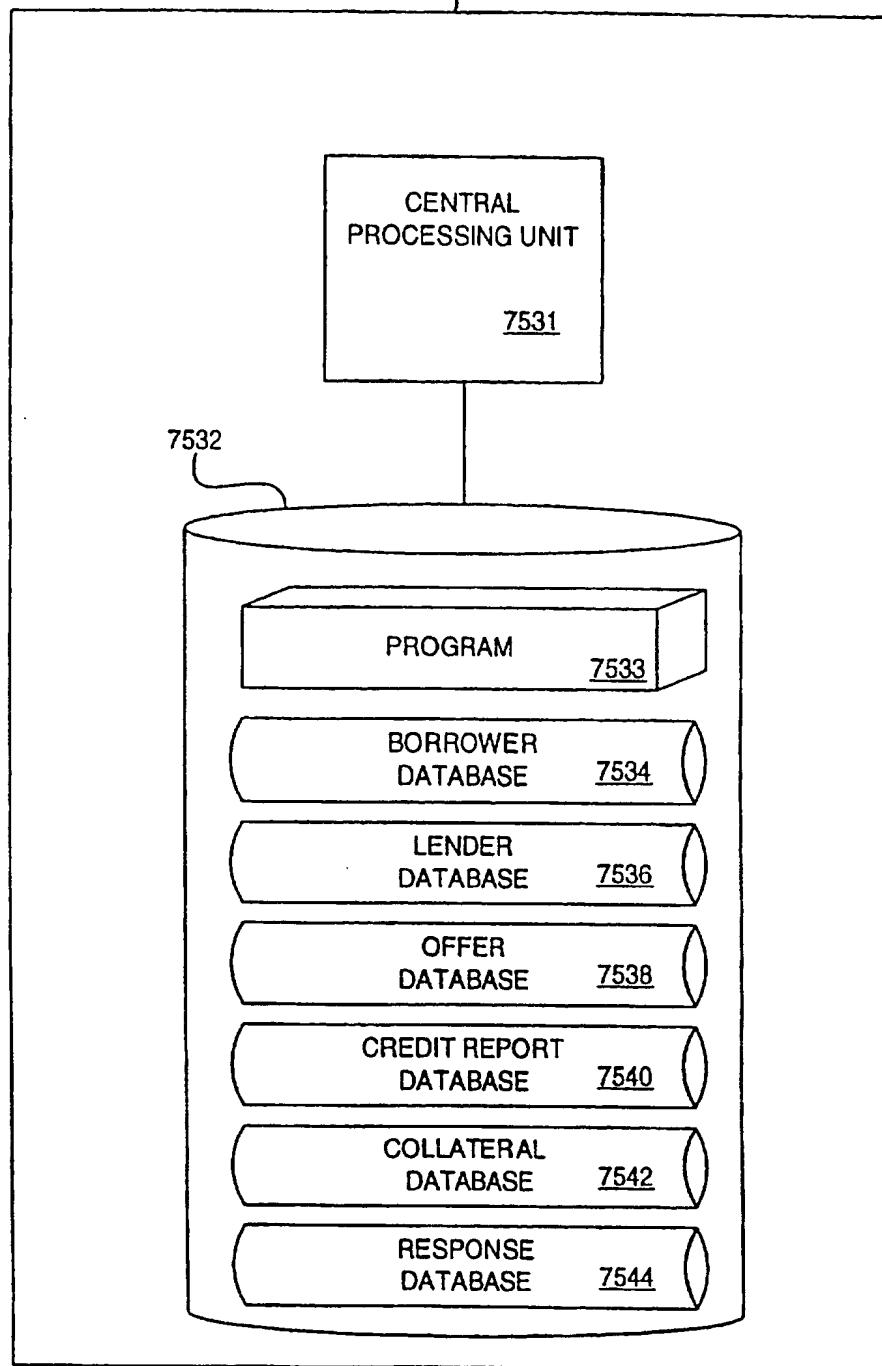 CENTRAL
PROCESSING UNIT
7531
7532
PROGRAM
7533
BORROWER
DATABASE 7534
LENDER
DATABASE 7536
OFFER
DATABASE 7538
CREDIT REPORT
DATABASE 7540
COLLATERAL
DATABASE 7542
RESPONSE
DATABASE 7544